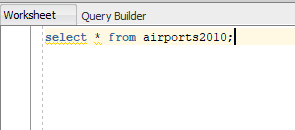 Worksheet Query Builder
select * from airports2010;